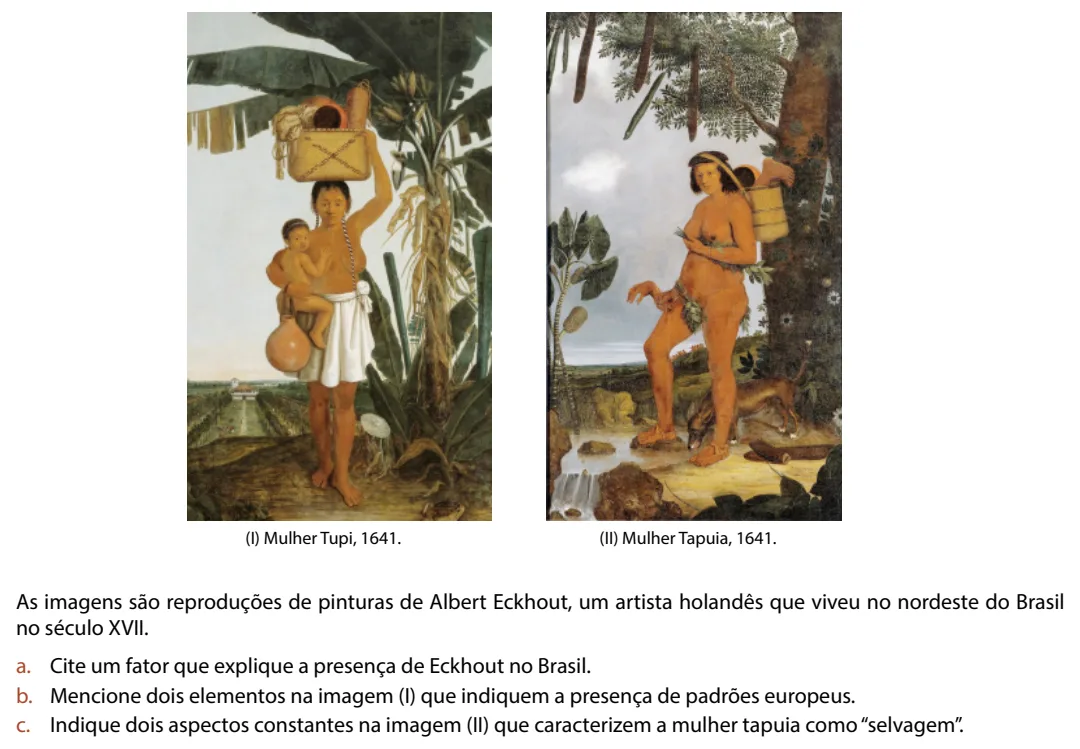 (I) Mulher Tupi, 1641.
(II) Mulher Tapuia, 1641.
As imagens são reproduções de pinturas de Albert Eckhout, um artista holandês que viveu no nordeste do Brasil
no século XVII.
a. Cite um fator que explique a presença de Eckhout no Brasil.
b. Mencione dois elementos na imagem (I) que indiquem a presença de padrões europeus.
c. Indique dois aspectos constantes na imagem (II) que caracterizem a mulher tapuia como “selvagem”.